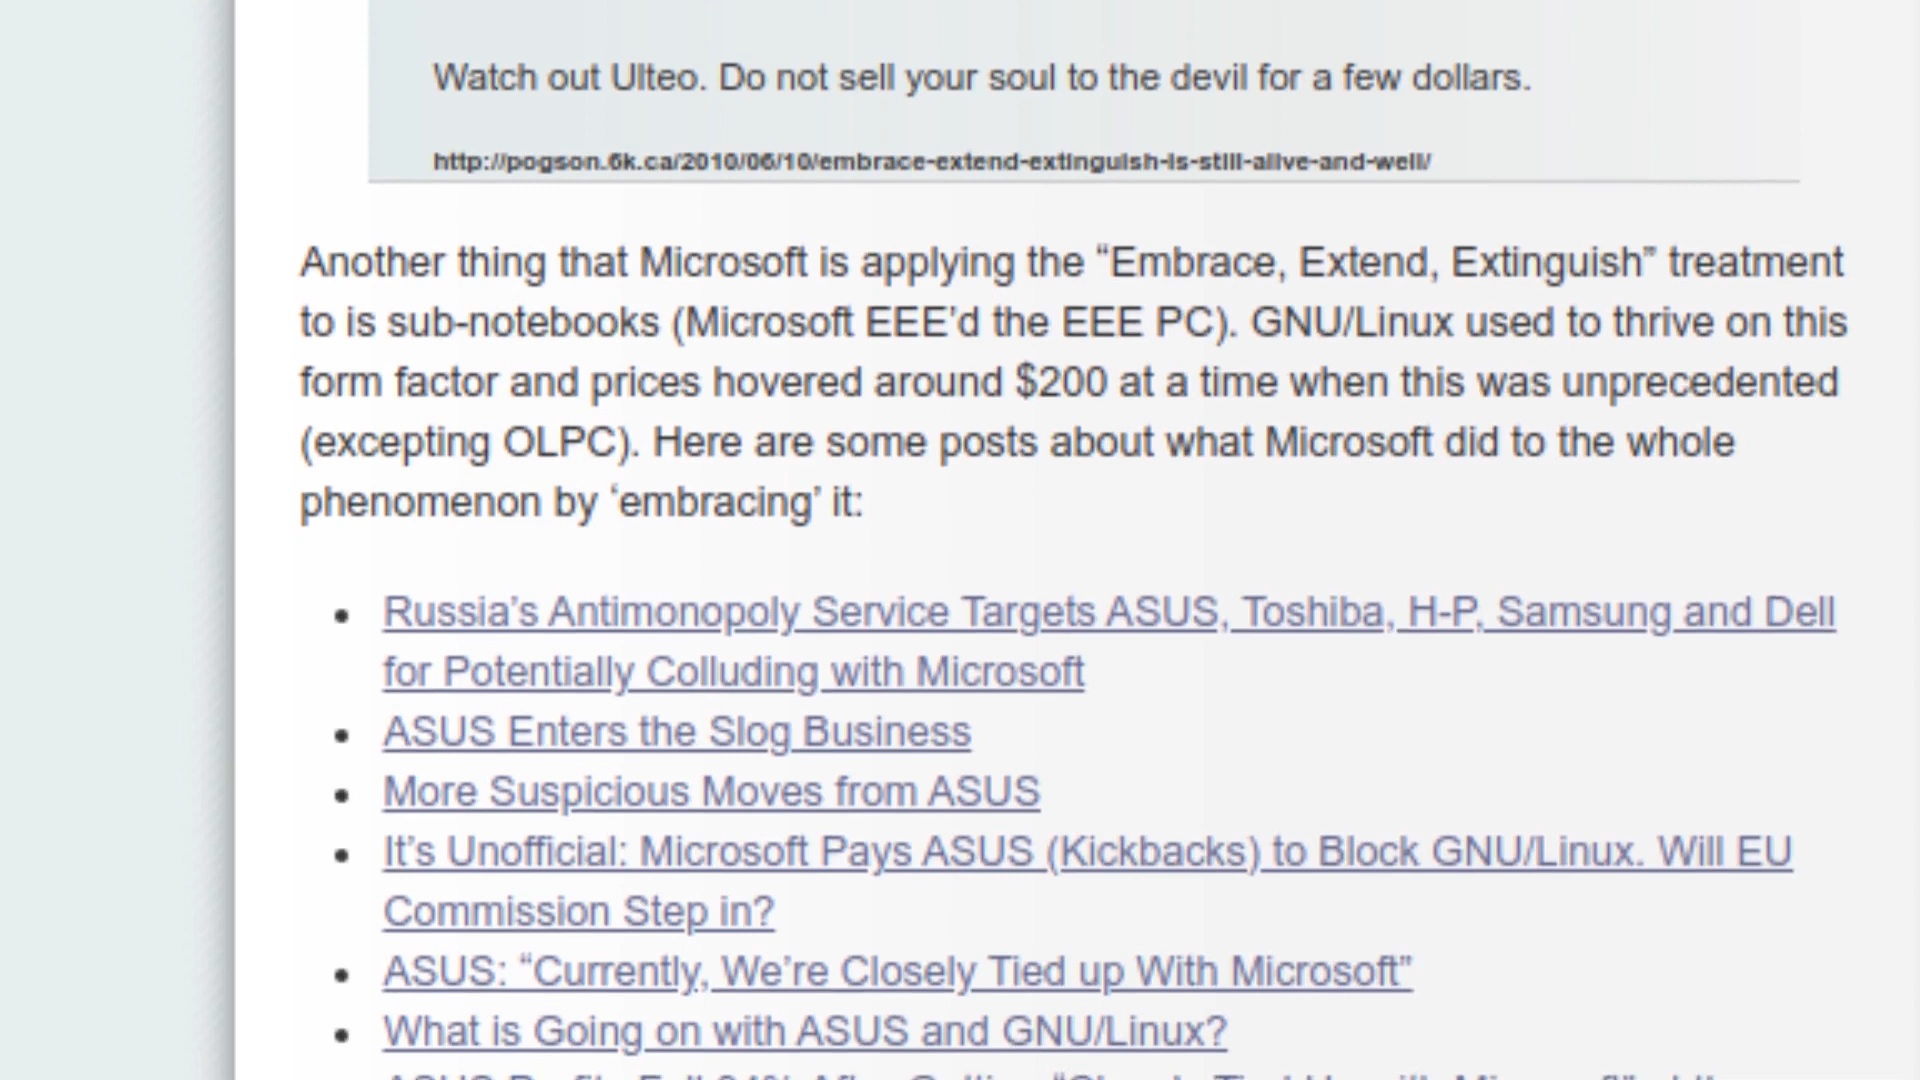 Watch out Ulteo. Do not sell your soul to the devil for a few dollars.
http://pogson.6k.ca/2010/06/10/embrace-extend-extinguish-is-still-alive-and-well/
Another thing that Microsoft is applying the “Embrace, Extend, Extinguish” treatment
to is sub-notebooks (Microsoft EEE’d the EEE PC). GNU/Linux used to thrive on this
form factor and prices hovered around $200 at a time when this was unprecedented
(excepting OLPC). Here are some posts about what Microsoft did to the whole
phenomenon by ‘embracing’ it:
• Russia’s Antimonopoly Service Targets ASUS, Toshiba, H-P, Samsung and Dell
for Potentially Colluding with Microsoft
• ASUS Enters the Slog Business
• More Suspicious Moves from ASUS
• It’s Unofficial: Microsoft Pays ASUS (Kickbacks) to Block GNU/Linux. Will EU
Commission Step in?
• ASUS: “Currently, We’re Closely Tied up With Microsoft”
• What is Going on with ASUS and GNU/Linux?